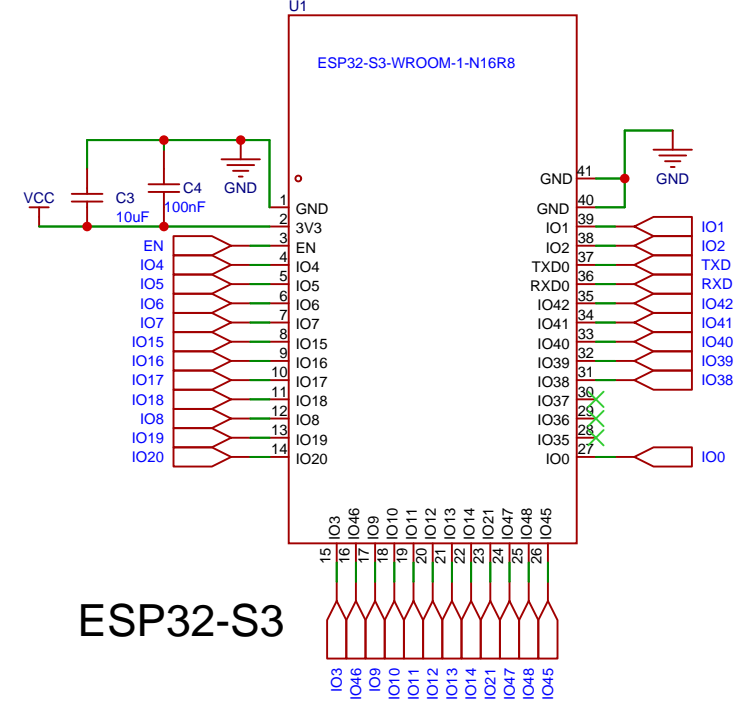 U1
ESP32-S3-WROOM-1-N16R8
VCC
C3
10uF
C4
100nF
GND
GND
1 GND
2 3V3
EN 3 EN
IO4 4 IO4
IO5 5 IO5
IO6 6 IO6
IO7 7 IO7
IO15 8 IO15
IO16 9 IO16
IO17 10 IO17
IO18 11 IO18
IO8 12 IO8
IO19 13 IO19
IO20 14 IO20
GND 41
GND 40
IO1 39 IO1
IO2 38 IO2
TXD0 37 TXD
RXD0 36 RXD
IO42 35 IO42
IO41 34 IO41
IO40 33 IO40
IO39 32 IO39
IO38 31 IO38
IO37 30
IO36 29
IO35 28
IO0 27 IO0
IO3 15 IO3
IO46 16 IO46
IO9 17 IO9
IO10 18 IO10
IO11 19 IO11
IO12 20 IO12
IO13 21 IO13
IO14 22 IO14
IO21 23 IO21
IO47 24 IO47
IO48 25 IO48
IO45 26 IO45
ESP32-S3